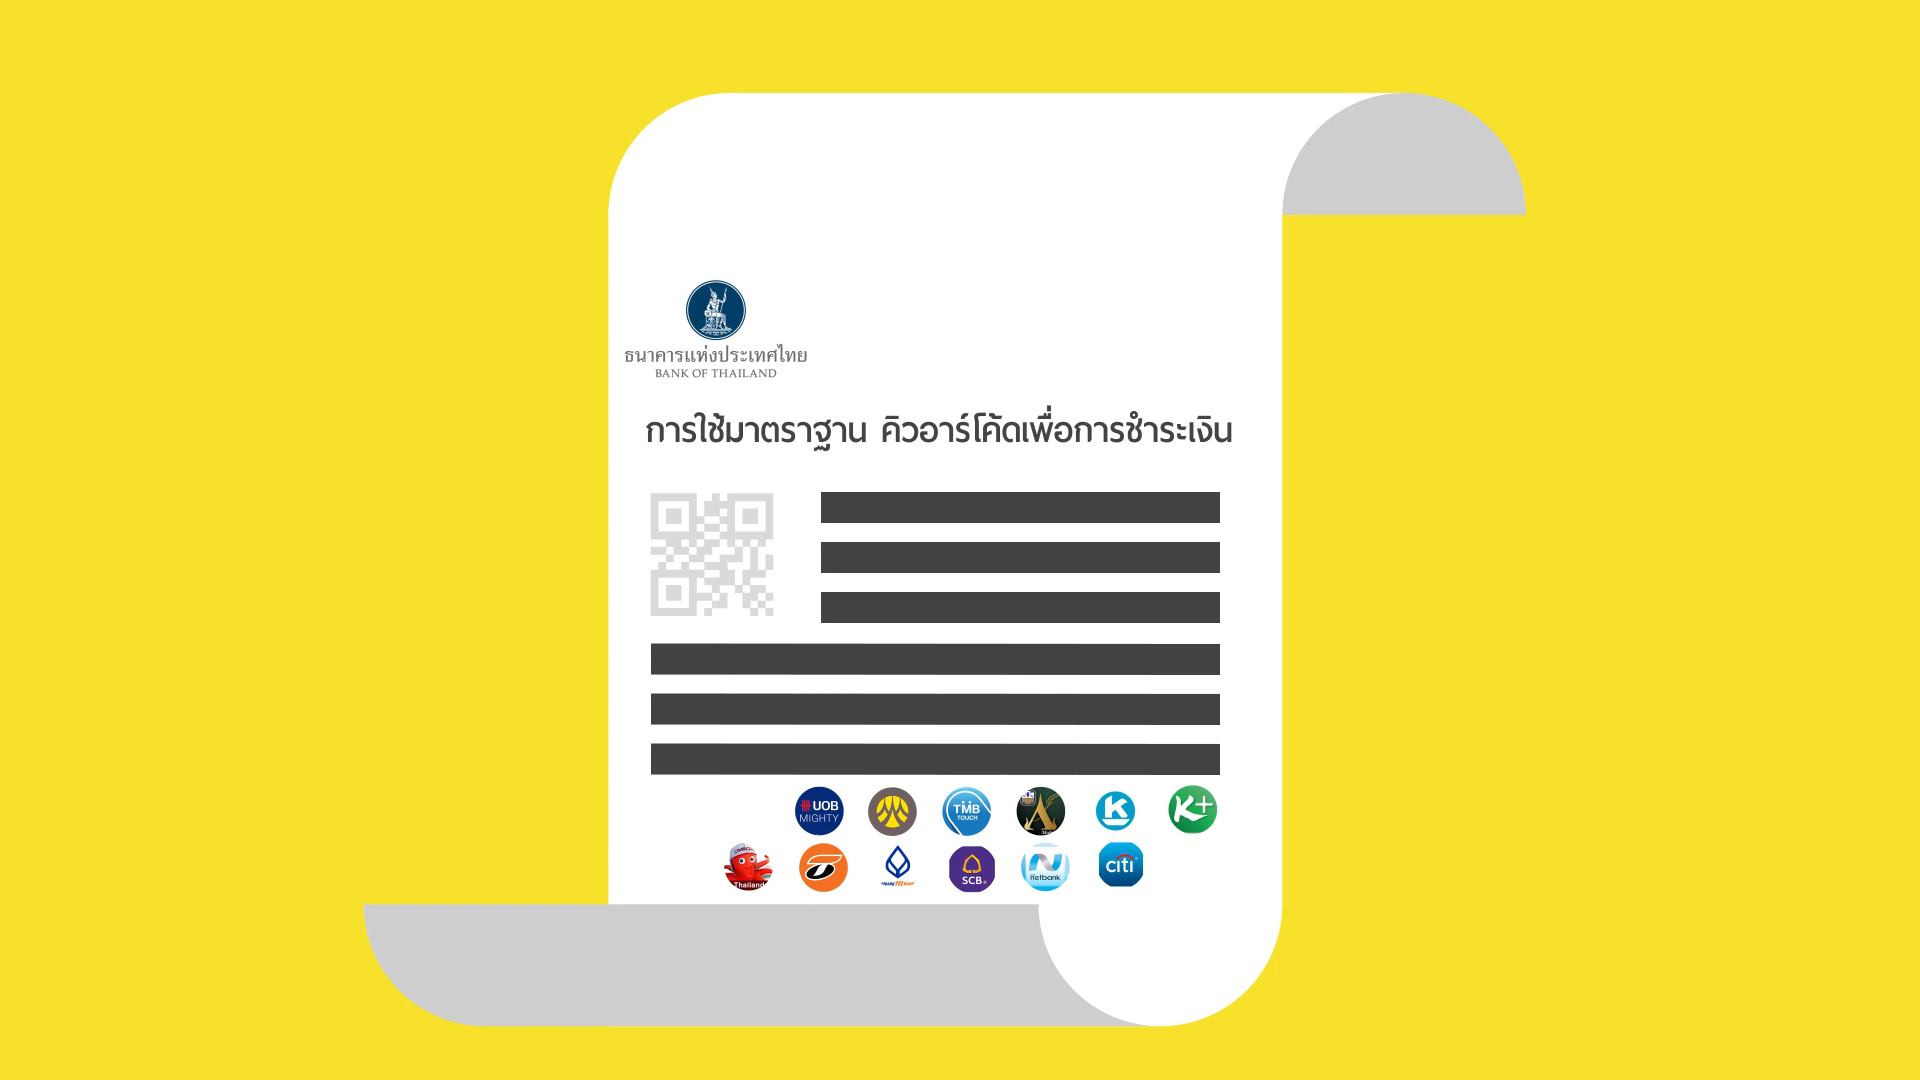 ธนาคารแห่งประเทศไทย
BANK OF THAILAND
การใช้มาตราฐาน คิวอาร์โค้ดเพื่อการชำระเงิน
UOB
MIGHTY
TMB
TOUCH
A
K
K+
Thailand
T
SCB
netbank
citi